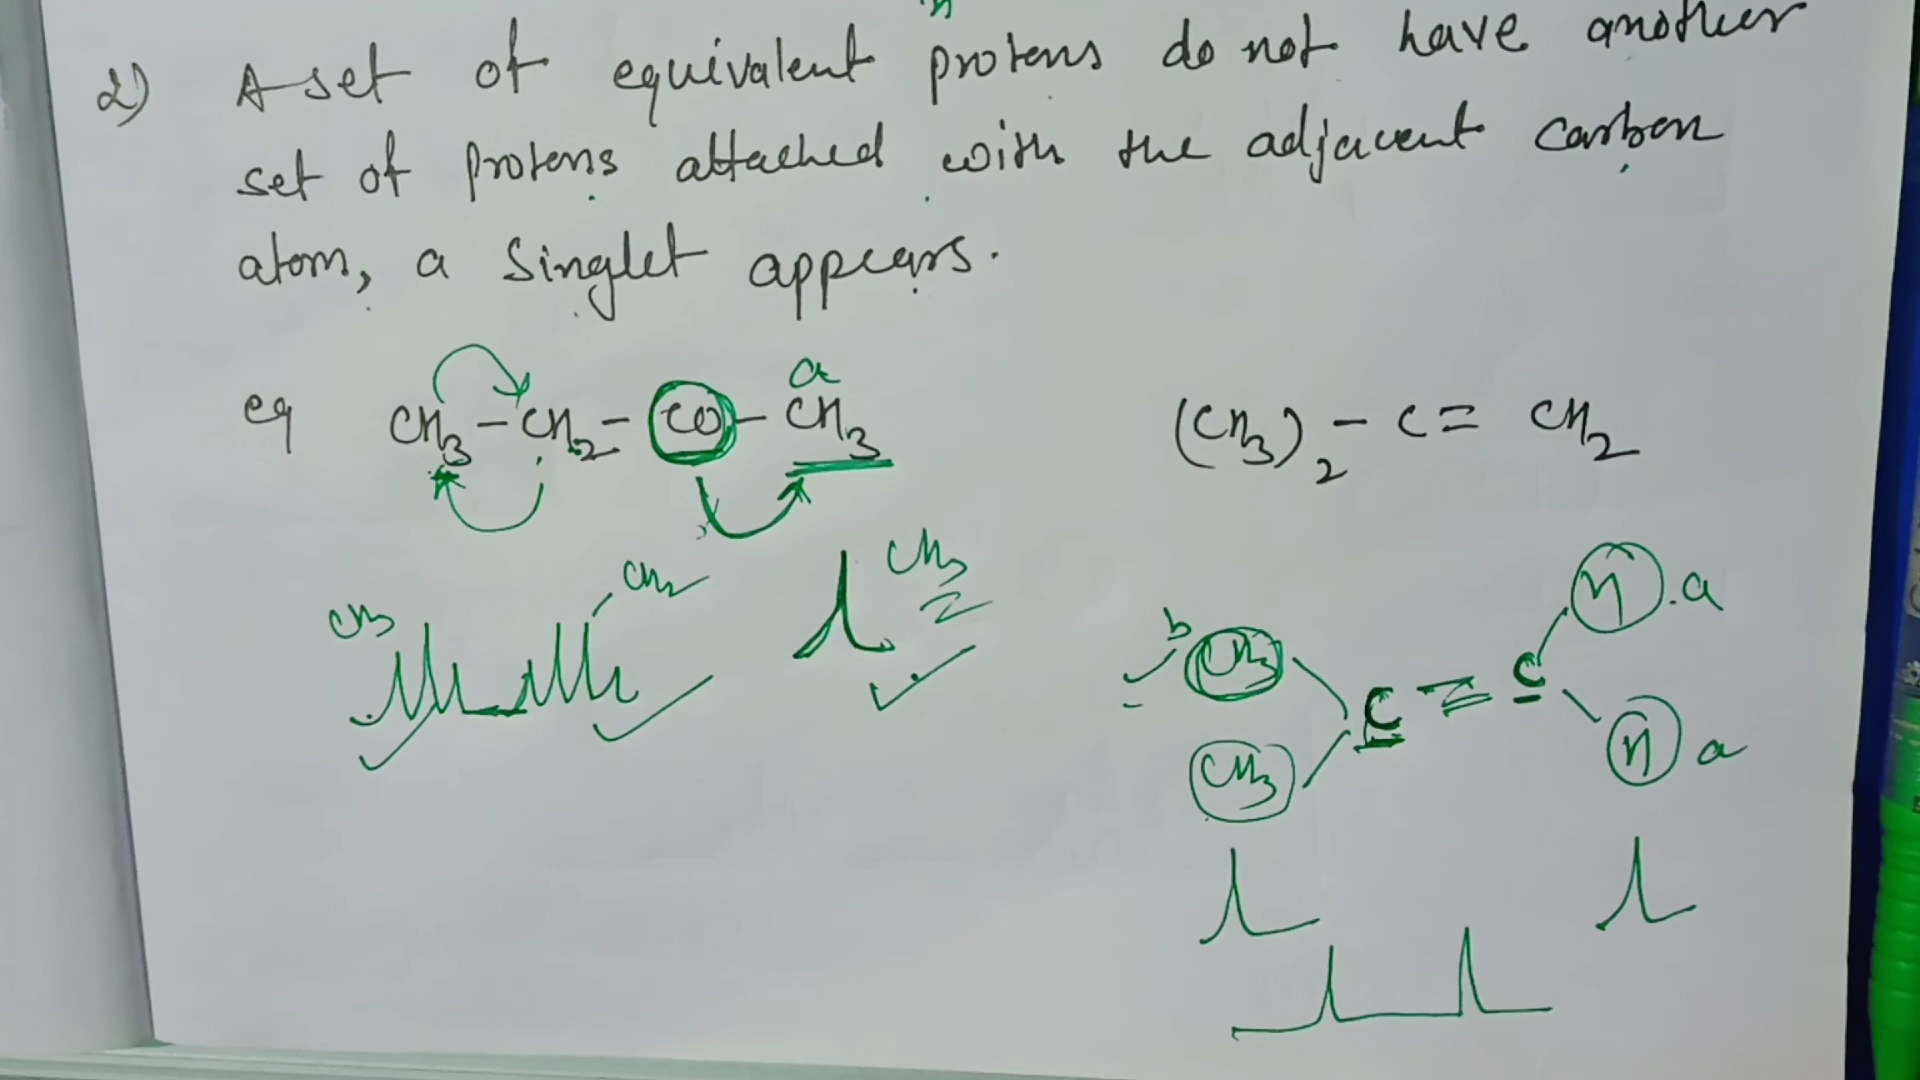 2) A set of equivalent protons do not have another
set of protons attached with the adjacent carbon
atom, a singlet appears.
a
eg CH3 - CH2 - CO - CH3 (CH3)2 - C = CH2
CH3 CH2 CH3
b CH3 C = C H a
CH3 H a